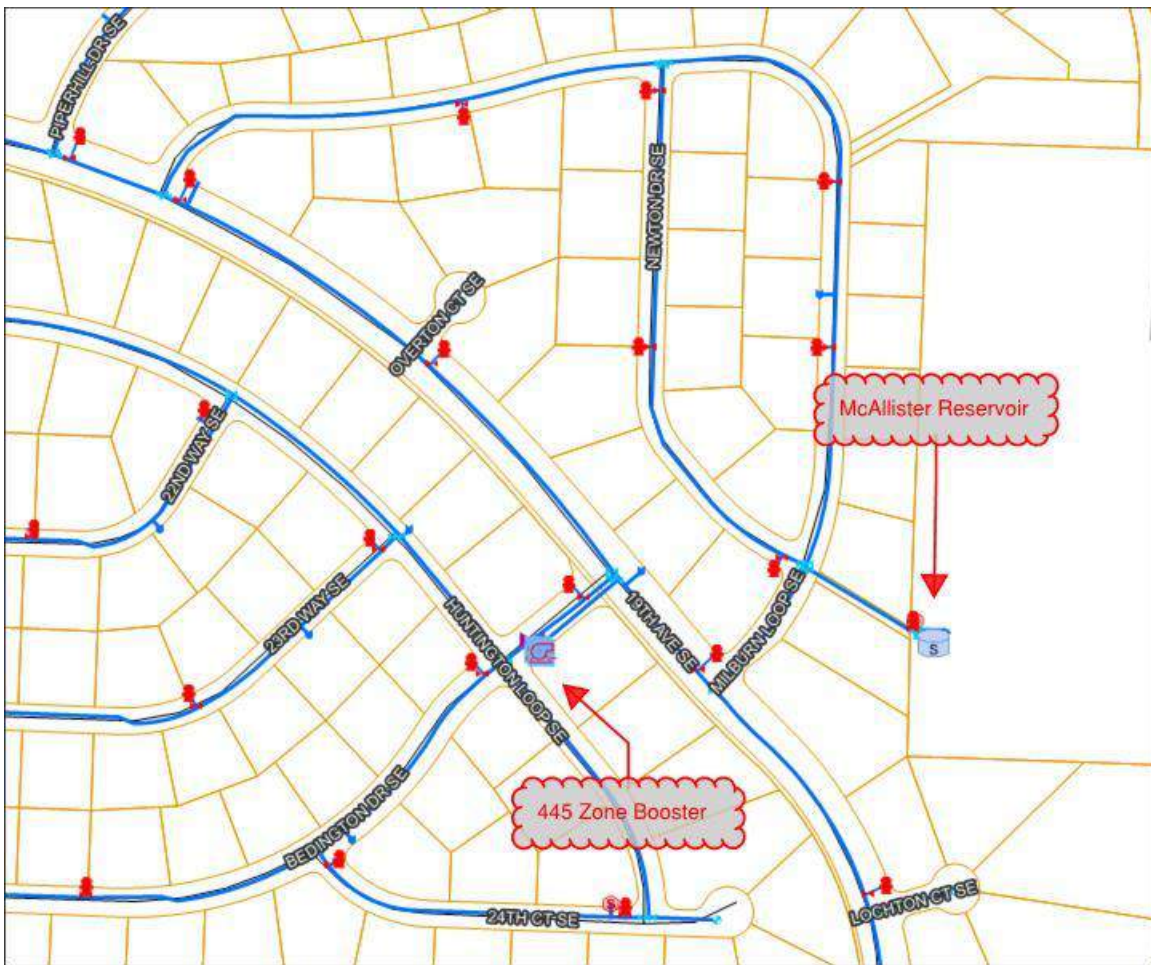 PIPERHILL DR SE
NEWTON DR SE
OVERTON CT SE
McAllister Reservoir
22ND WAY SE
23RD WAY SE
HUNTINGTON LOOP SE
19TH AVE SE
MILBURN LOOP SE
S
445 Zone Booster
BEDINGTON DR SE
24TH CT SE
S
LOCHTON CT SE